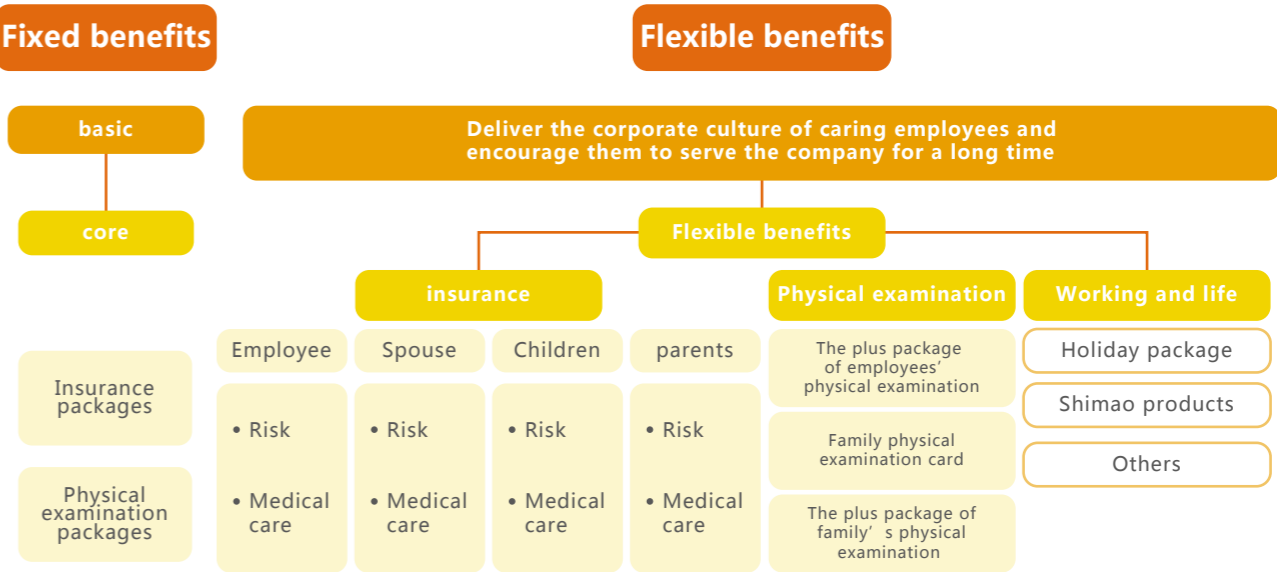 Fixed benefits
Flexible benefits
basic
Deliver the corporate culture of caring employees and
encourage them to serve the company for a long time
core
Flexible benefits
insurance
Physical examination
Working and life
Insurance
packages
Physical
examination
packages
Employee
Spouse
Children
parents
• Risk
• Medical
care
• Risk
• Medical
care
• Risk
• Medical
care
• Risk
• Medical
care
The plus package
of employees’
physical examination
Family physical
examination card
The plus package of
family’ s physical
examination
Holiday package
Shimao products
Others